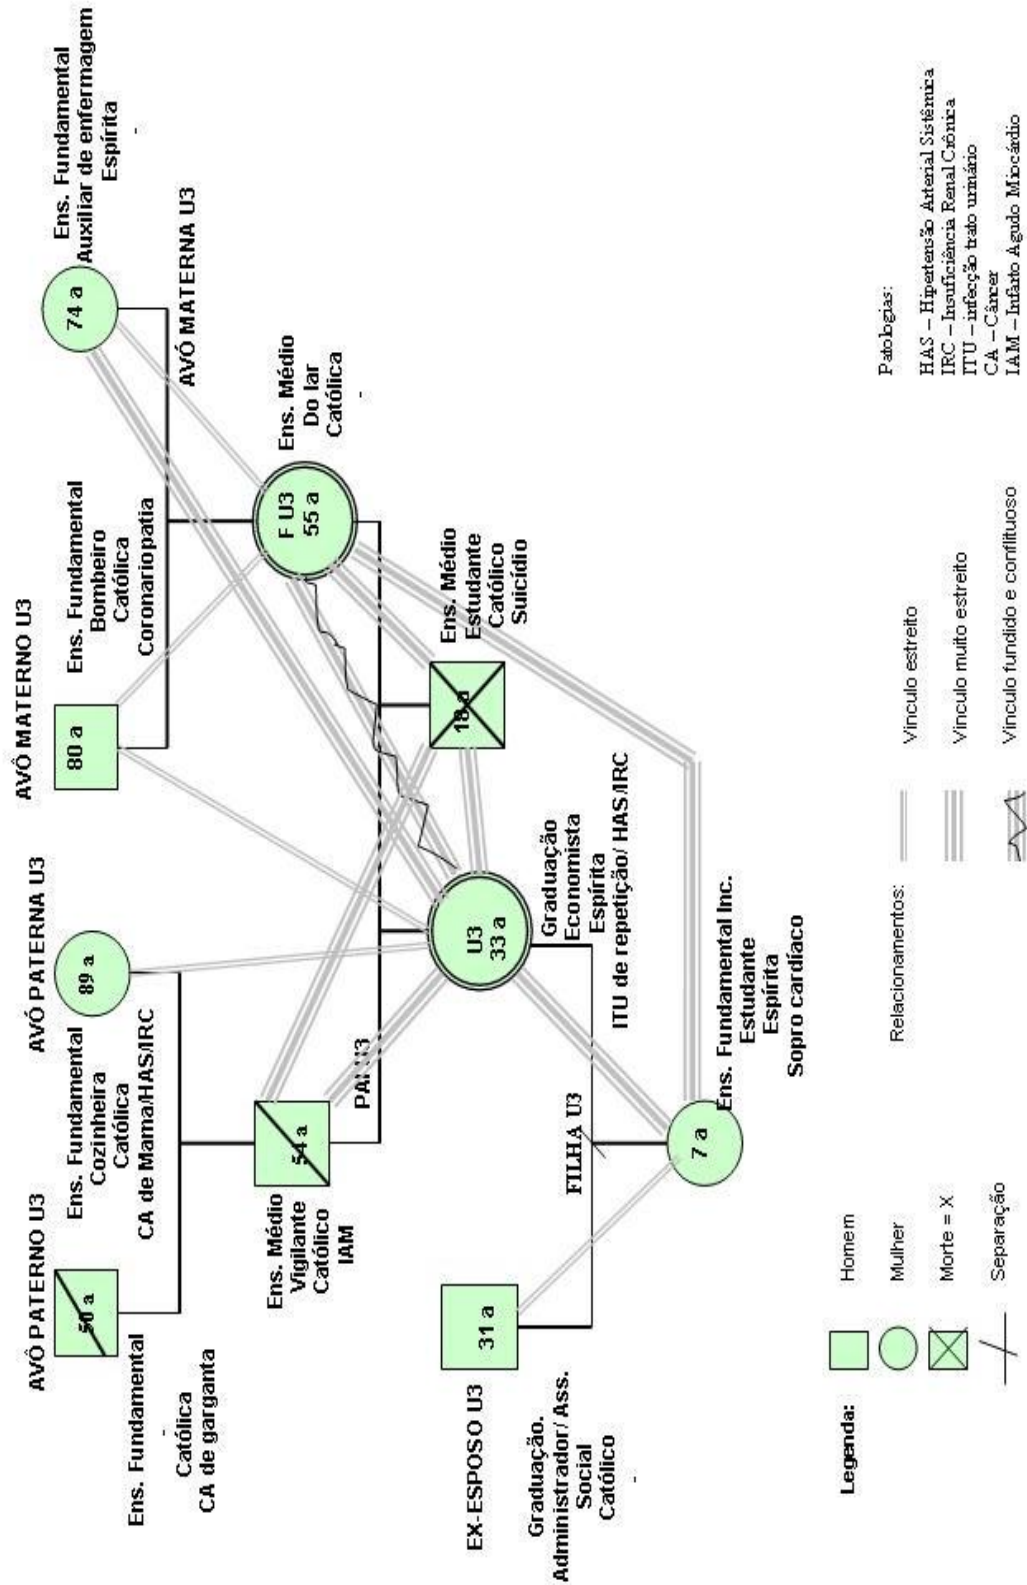 AVÔ PATERNO U3
50 a
Ens. Fundamental
-
Católica
CA de garganta
AVÓ PATERNA U3
89 a
Ens. Fundamental
Cozinheira
Católica
CA de Mama/HAS/IRC
AVÔ MATERNO U3
80 a
Ens. Fundamental
Bombeiro
Católica
Coronariopatia
74 a
Ens. Fundamental
Auxiliar de enfermagem
Espírita
-
AVÓ MATERNA U3
54 a
PAI U3
Ens. Médio
Vigilante
Católico
IAM
F U3
55 a
Ens. Médio
Do lar
Católica
-
18 a
Ens. Médio
Estudante
Católico
Suicídio
EX-ESPOSO U3
31 a
Graduação.
Administrador/ Ass.
Social
Católico
-
U3
33 a
Graduação
Economista
Espírita
ITU de repetição/ HAS/IRC
FILHA U3
7 a
Ens. Fundamental Inc.
Estudante
Espírita
Sopro cardíaco
Legenda:
Homem
Mulher
Morte = X
Separação
Relacionamentos:
Vinculo estreito
Vinculo muito estreito
Vinculo fundido e conflituoso
Patologias:
HAS – Hipertensão Arterial Sistêmica
IRC – Insuficiência Renal Crônica
ITU – infecção trato urinário
CA – Câncer
IAM – Infarto Agudo Miocárdio